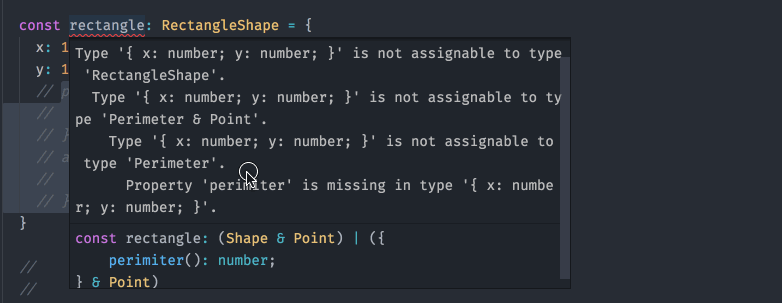 const rectangle: RectangleShape = {
x: 1
y: 1
// p
//
// }
// a
//
// }
}
//
//
Type '{ x: number; y: number; }' is not assignable to type
'RectangleShape'.
Type '{ x: number; y: number; }' is not assignable to ty
pe 'Perimeter & Point'.
Type '{ x: number; y: number; }' is not assignable to
type 'Perimeter'.
Property 'perimiter' is missing in type '{ x: numbe
r; y: number; }'.
const rectangle: (Shape & Point) | ({
perimiter(): number;
} & Point)